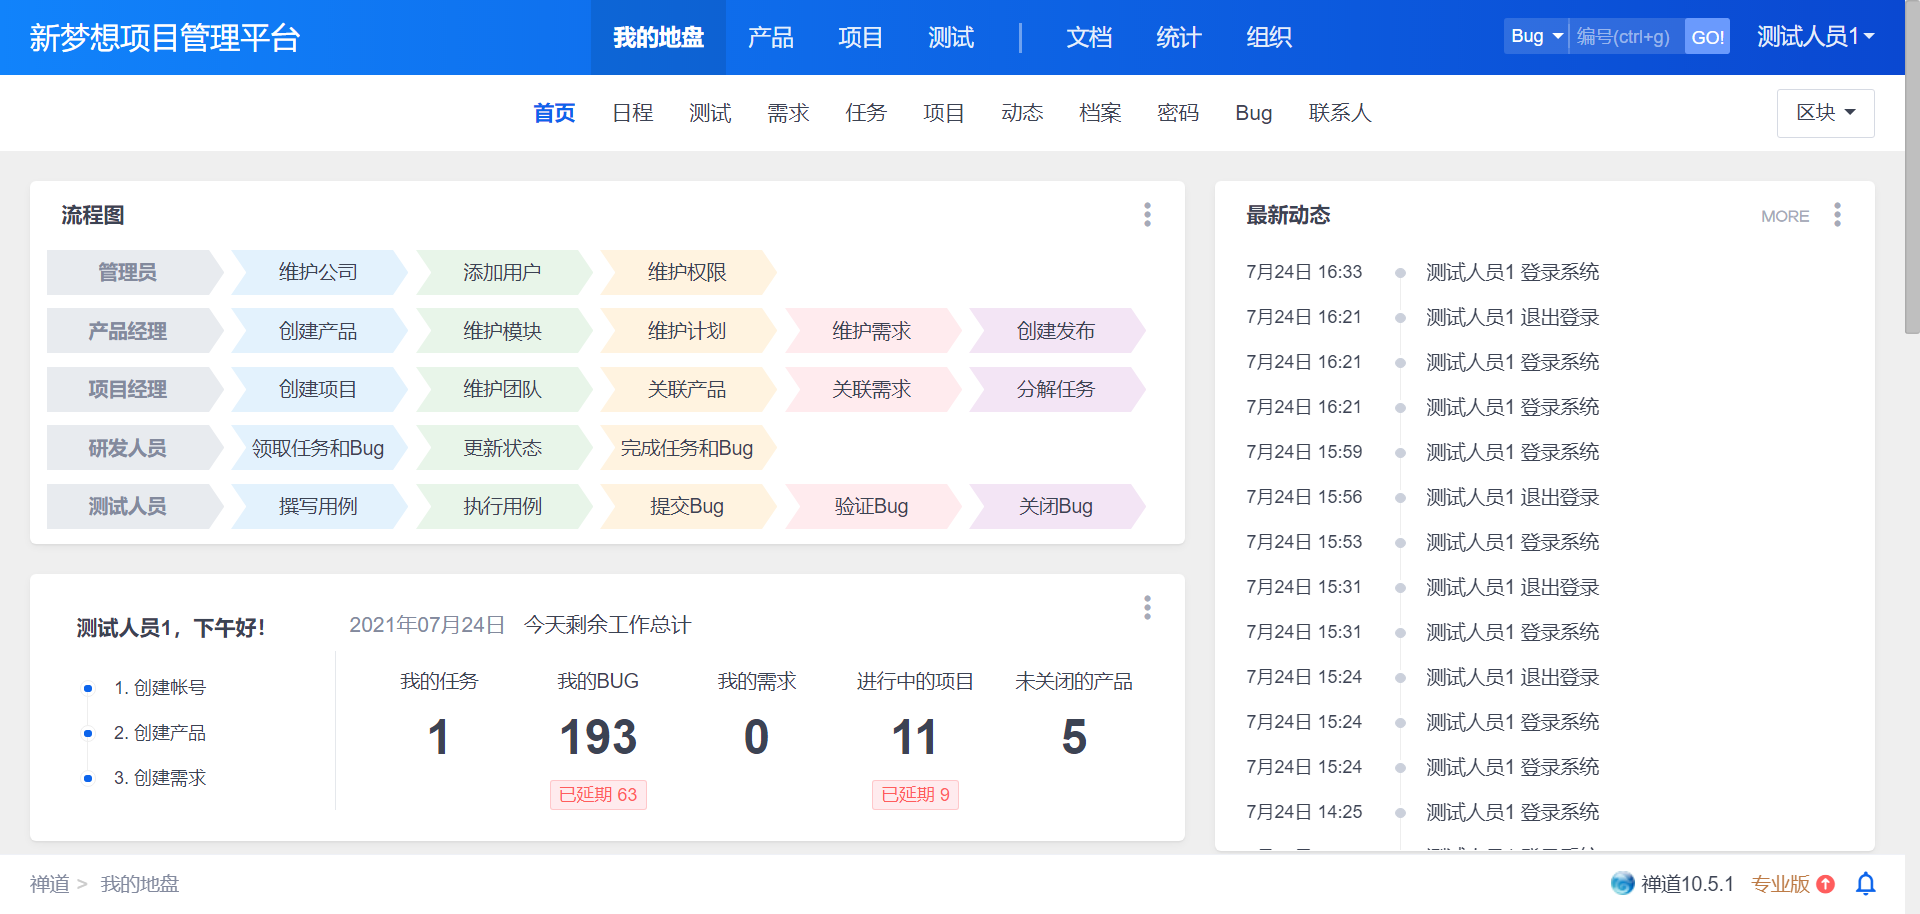 新梦想项目管理平台 我的地盘 产品 项目 测试 文档 统计 组织 Bug 编号(ctrl+g) GO! 测试人员1
首页 日程 测试 需求 任务 项目 动态 档案 密码 Bug 联系人 区块
流程图
管理员 维护公司 添加用户 维护权限
产品经理 创建产品 维护模块 维护计划 维护需求 创建发布
项目经理 创建项目 维护团队 关联产品 关联需求 分解任务
研发人员 领取任务和Bug 更新状态 完成任务和Bug
测试人员 撰写用例 执行用例 提交Bug 验证Bug 关闭Bug
测试人员1，下午好！
1. 创建帐号
2. 创建产品
3. 创建需求
2021年07月24日 今天剩余工作总计
我的任务 我的BUG 我的需求 进行中的项目 未关闭的产品
1 193 0 11 5
已延期 63 已延期 9
最新动态 MORE
7月24日 16:33 测试人员1 登录系统
7月24日 16:21 测试人员1 退出登录
7月24日 16:21 测试人员1 登录系统
7月24日 16:21 测试人员1 登录系统
7月24日 15:59 测试人员1 登录系统
7月24日 15:56 测试人员1 退出登录
7月24日 15:53 测试人员1 登录系统
7月24日 15:31 测试人员1 退出登录
7月24日 15:31 测试人员1 登录系统
7月24日 15:24 测试人员1 退出登录
7月24日 15:24 测试人员1 登录系统
7月24日 15:24 测试人员1 登录系统
7月24日 14:25 测试人员1 登录系统
禅道 > 我的地盘 禅道10.5.1 专业版